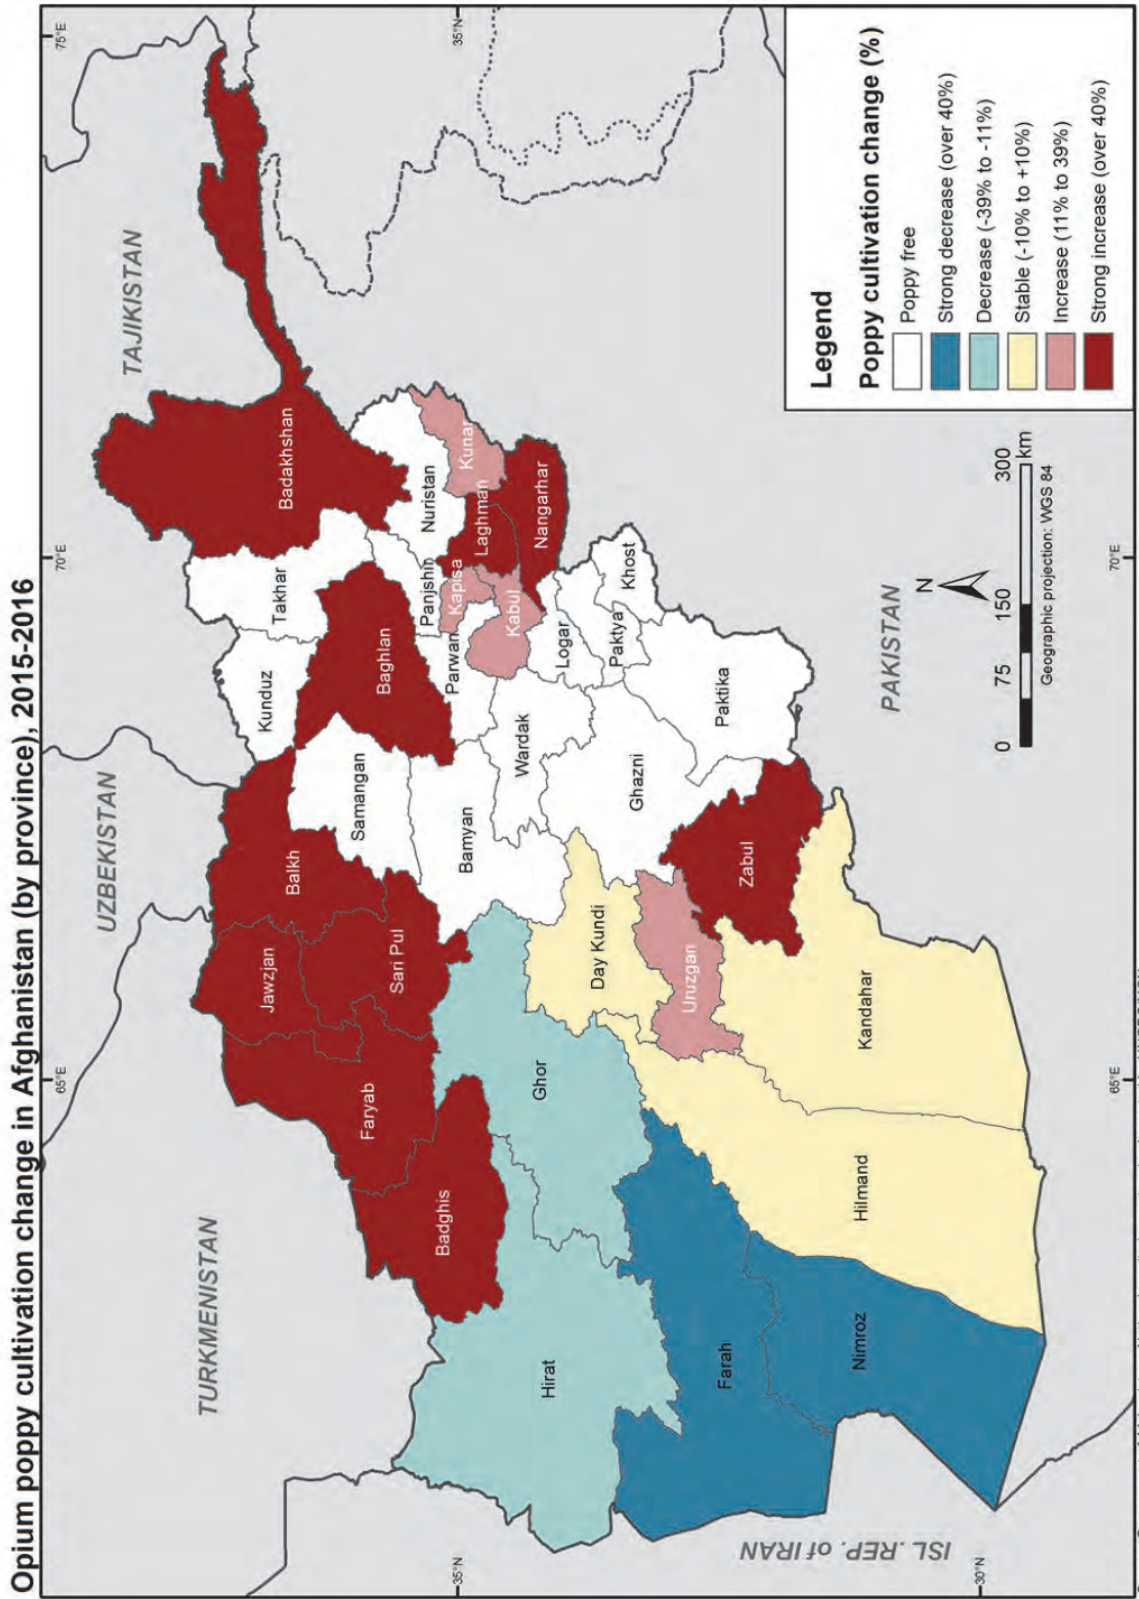 Opium poppy cultivation change in Afghanistan (by province), 2015-2016
65°E
70°E
75°E
35°N
35°N
30°N
65°E
70°E
TURKMENISTAN
UZBEKISTAN
TAJIKISTAN
PAKISTAN
ISL. REP. of IRAN
Badakhshan
Takhar
Kunduz
Baghlan
Balkh
Jawzjan
Samangan
Sari Pul
Faryab
Badghis
Nuristan
Kunar
Laghman
Nangarhar
Panjshir
Kapisa
Parwan
Kabul
Logar
Paktya
Khost
Wardak
Bamyan
Ghazni
Paktika
Ghor
Day Kundi
Uruzgan
Zabul
Hirat
Farah
Nimroz
Hilmand
Kandahar
N
0 75 150 300
km
Geographic projection: WGS 84
Legend
Poppy cultivation change (%)
Poppy free
Strong decrease (over 40%)
Decrease (-39% to -11%)
Stable (-10% to +10%)
Increase (11% to 39%)
Strong increase (over 40%)